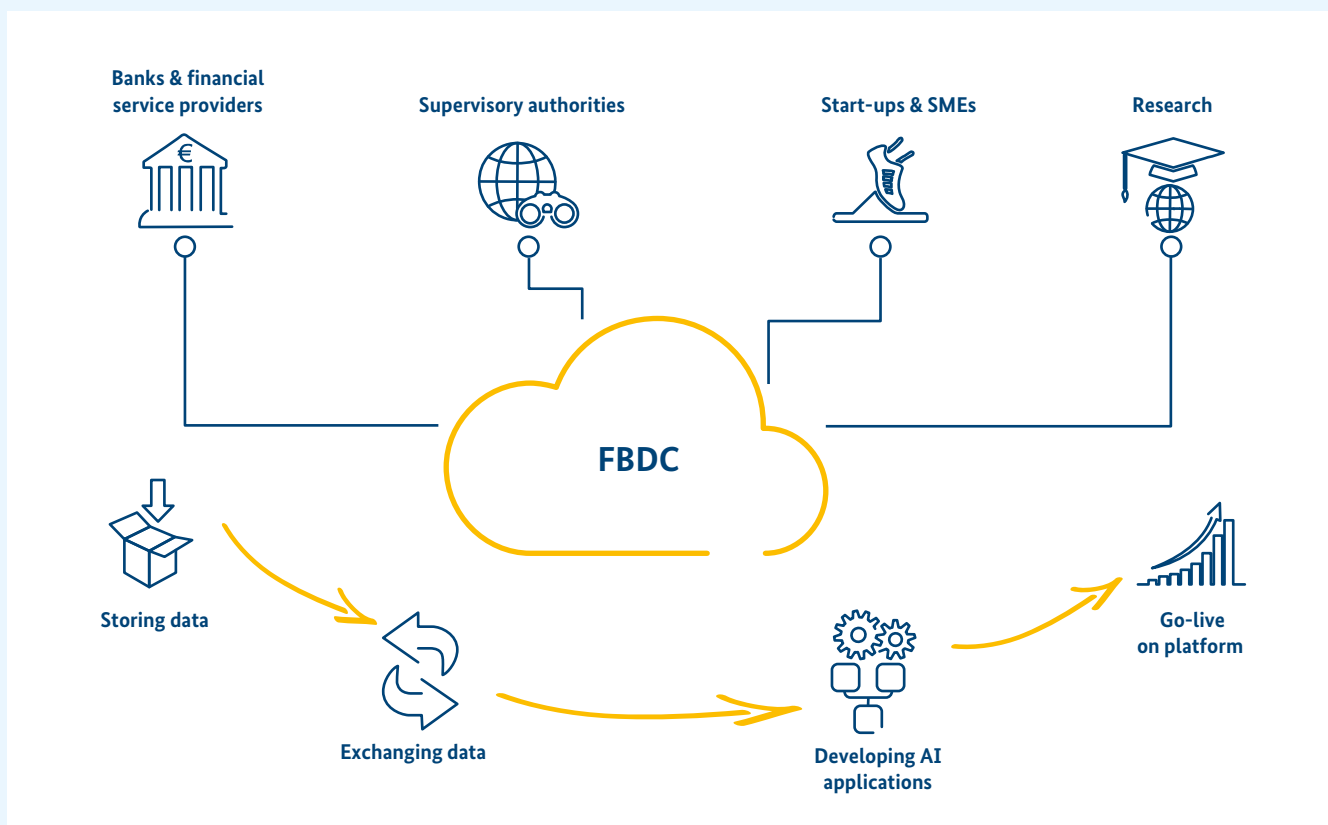 Banks & financial
service providers
Supervisory authorities
Start-ups & SMEs
Research
€
FBDC
Storing data
Exchanging data
Developing AI
applications
Go-live
on platform